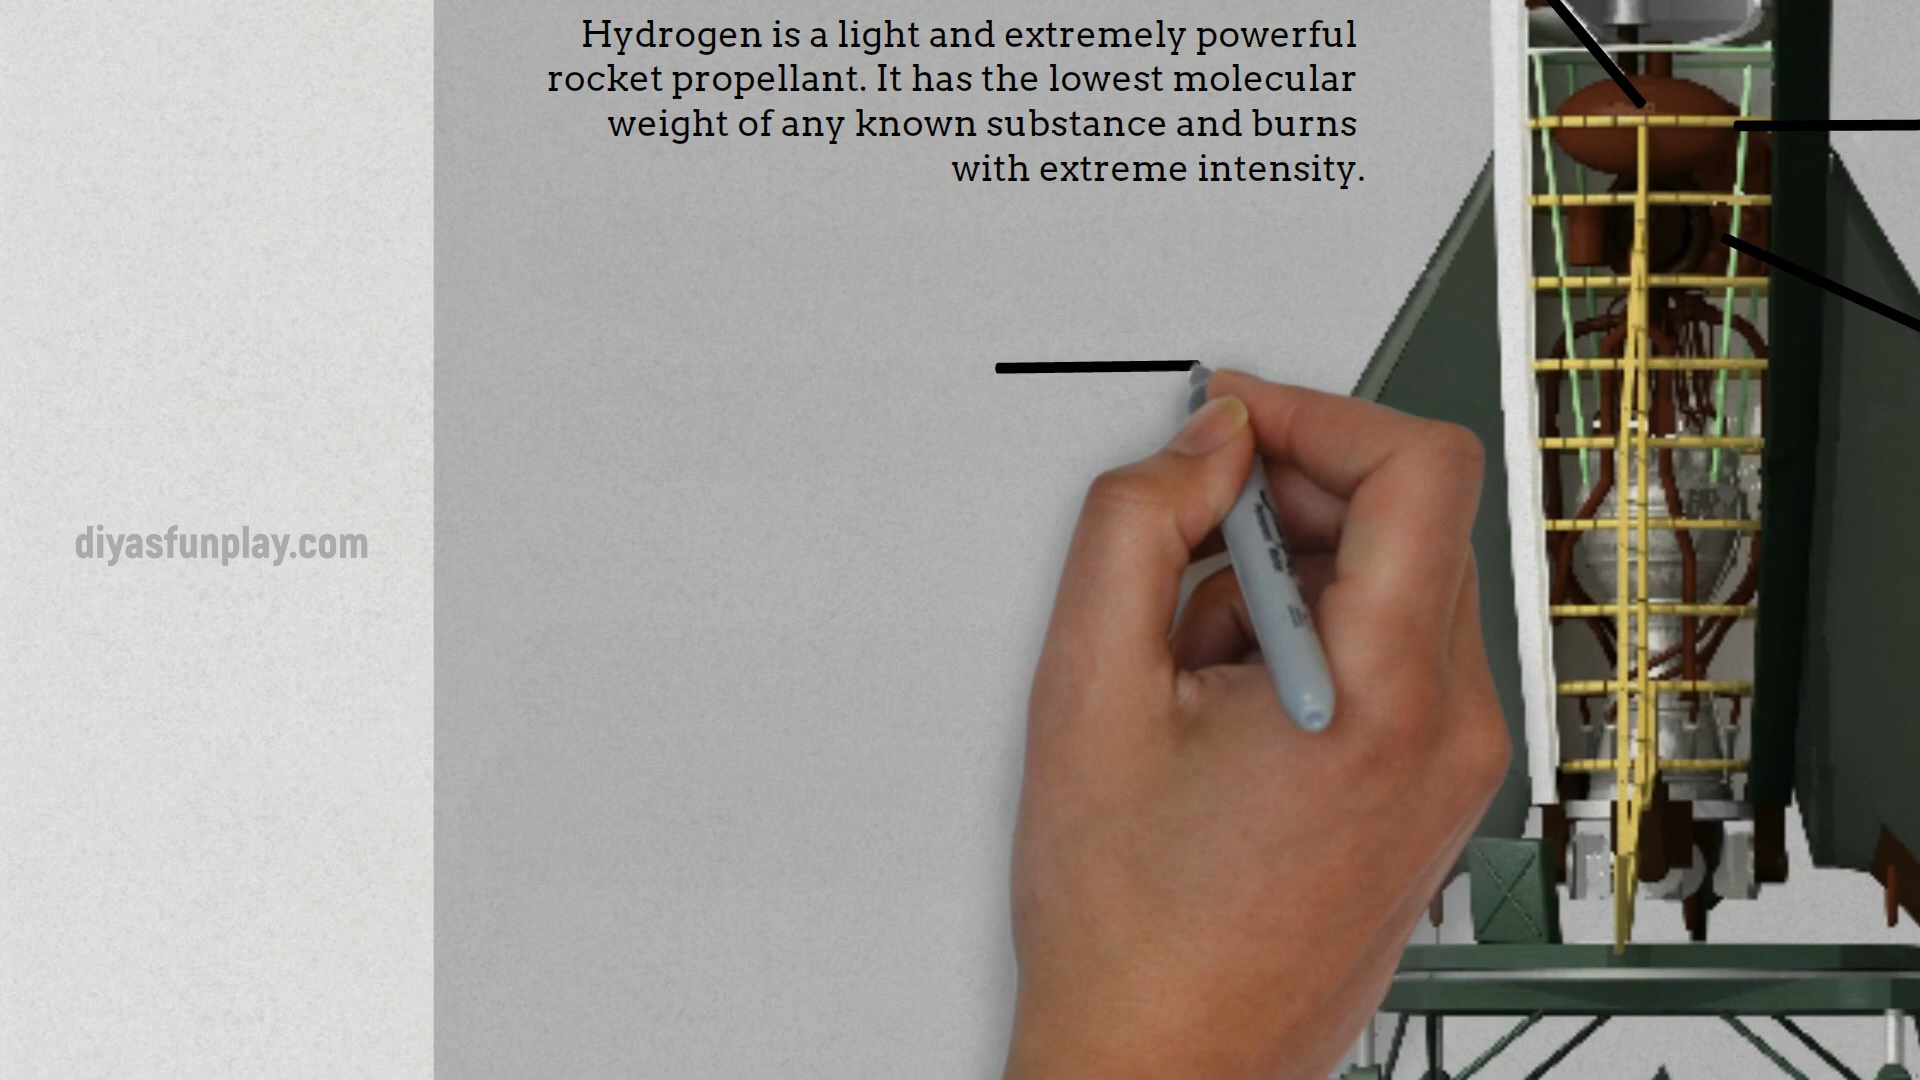 Hydrogen is a light and extremely powerful
rocket propellant. It has the lowest molecular
weight of any known substance and burns
with extreme intensity.
diyasfunplay.com